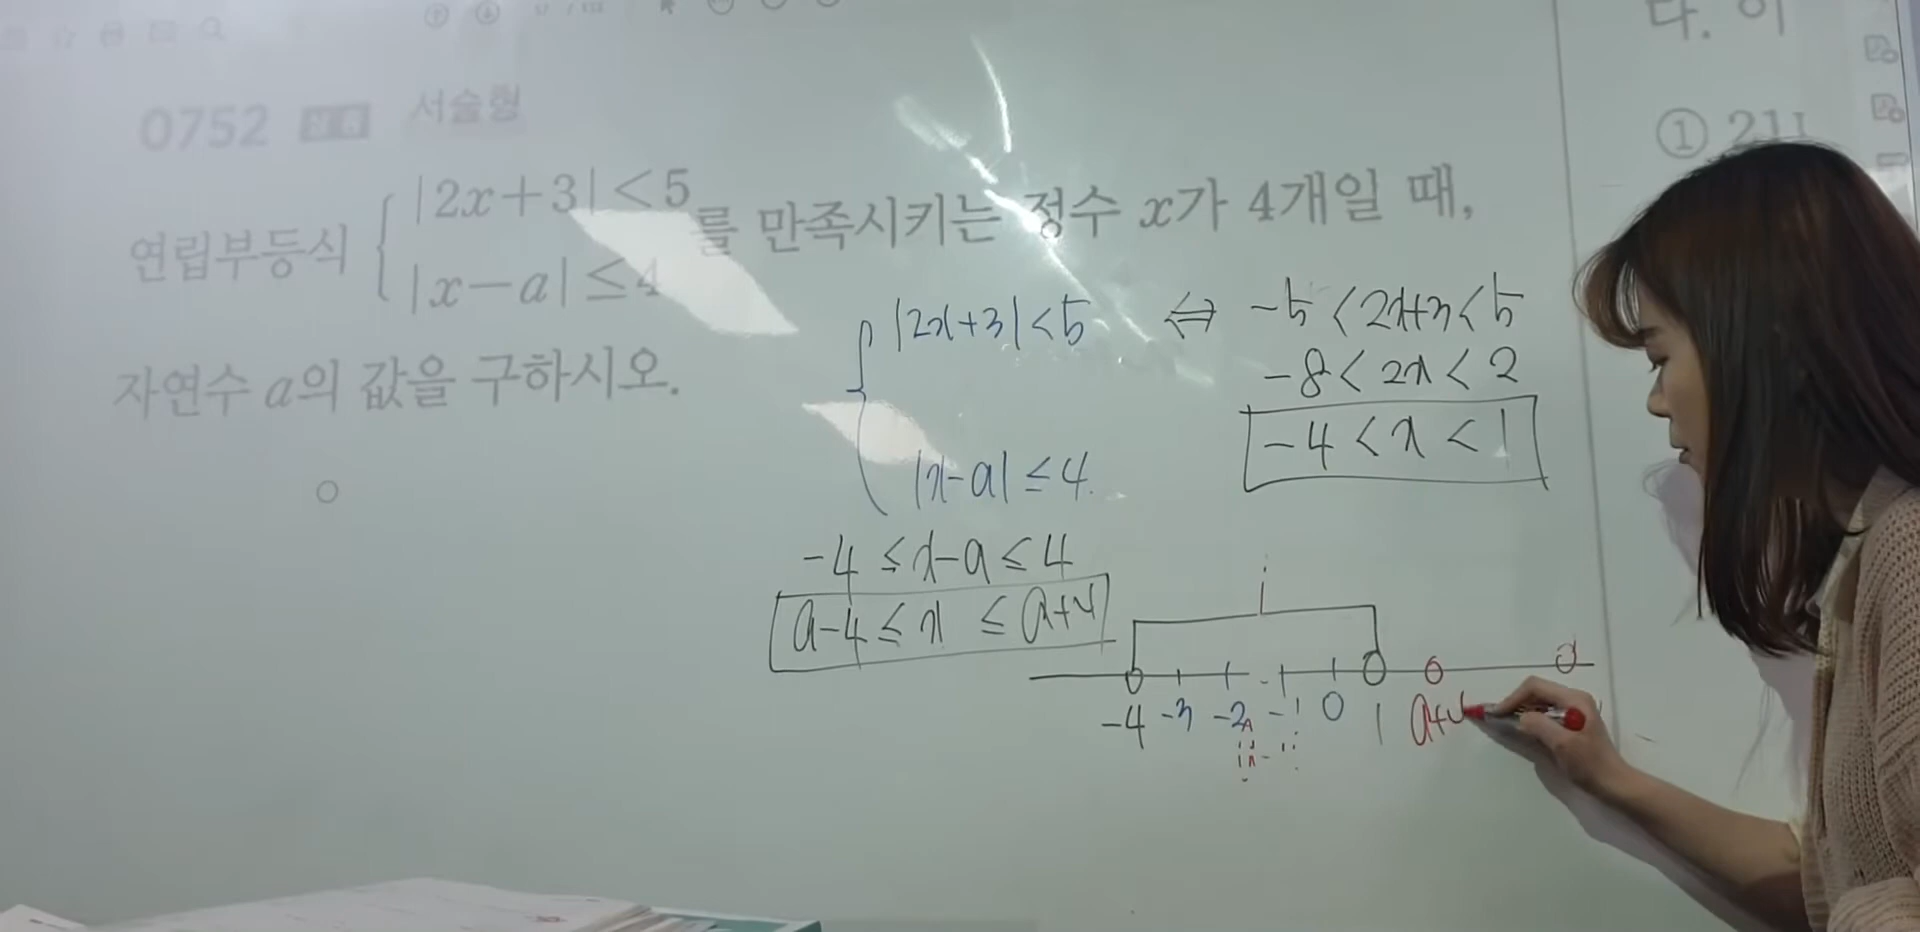 다. 이
① 21
0752 서술형
연립부등식 { |2x+3|<5 |x-a|≤4 를 만족시키는 정수 x가 4개일 때,
자연수 a의 값을 구하시오.
|2x+3|<5 ⇔ -5<2x+3<5
-8<2x<2
-4<x<1
|x-a|≤4.
-4≤x-a≤4
a-4≤x≤a+4
-4 -3 -2 -1 0 1 a+4